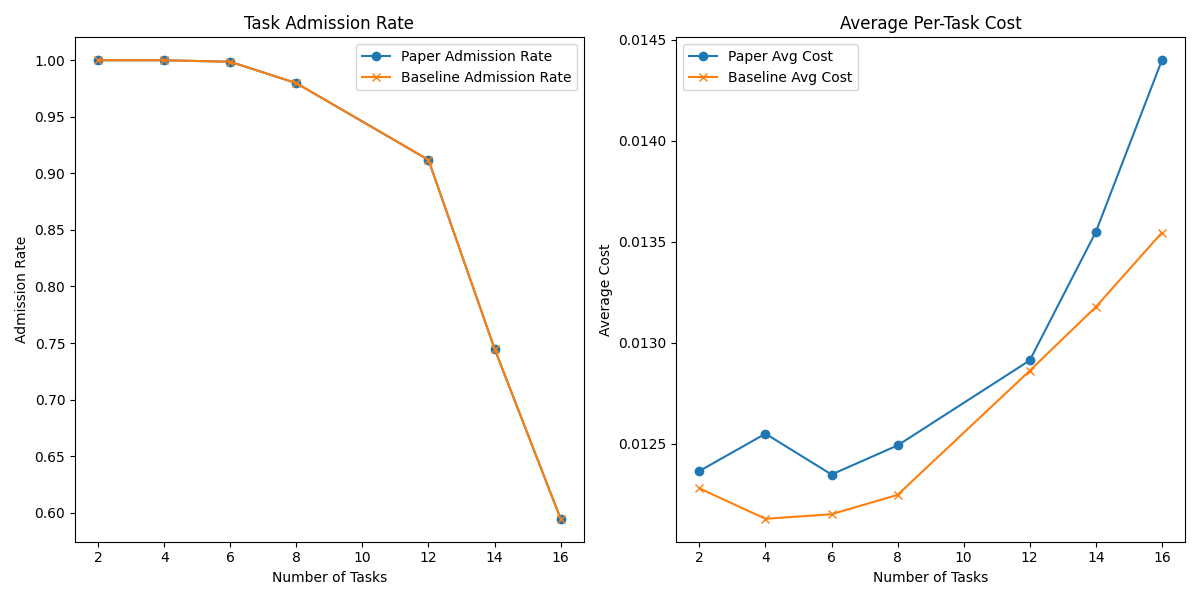 Task Admission Rate
Paper Admission Rate
Baseline Admission Rate
1.00
0.95
0.90
0.85
0.80
0.75
0.70
0.65
0.60
Admission Rate
2 4 6 8 10 12 14 16
Number of Tasks
Average Per-Task Cost
Paper Avg Cost
Baseline Avg Cost
0.0145
0.0140
0.0135
0.0130
0.0125
Average Cost
2 4 6 8 10 12 14 16
Number of Tasks